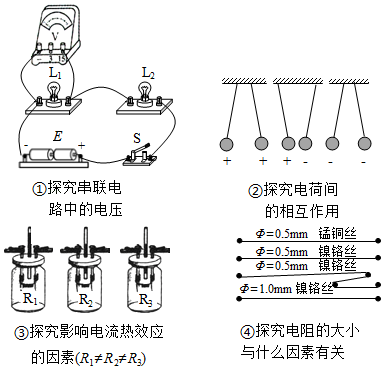 V
- 3 15
L₁ L₂
E
- + S
①探究串联电
路中的电压
+ + + - - -
②探究电荷间
的相互作用
R₁ R₂ R₃
③探究影响电流热效应
的因素(R₁≠R₂≠R₃)
Φ=0.5mm 锰铜丝
Φ=0.5mm 镍铬丝
Φ=0.5mm 镍铬丝
Φ=1.0mm 镍铬丝
④探究电阻的大小
与什么因素有关